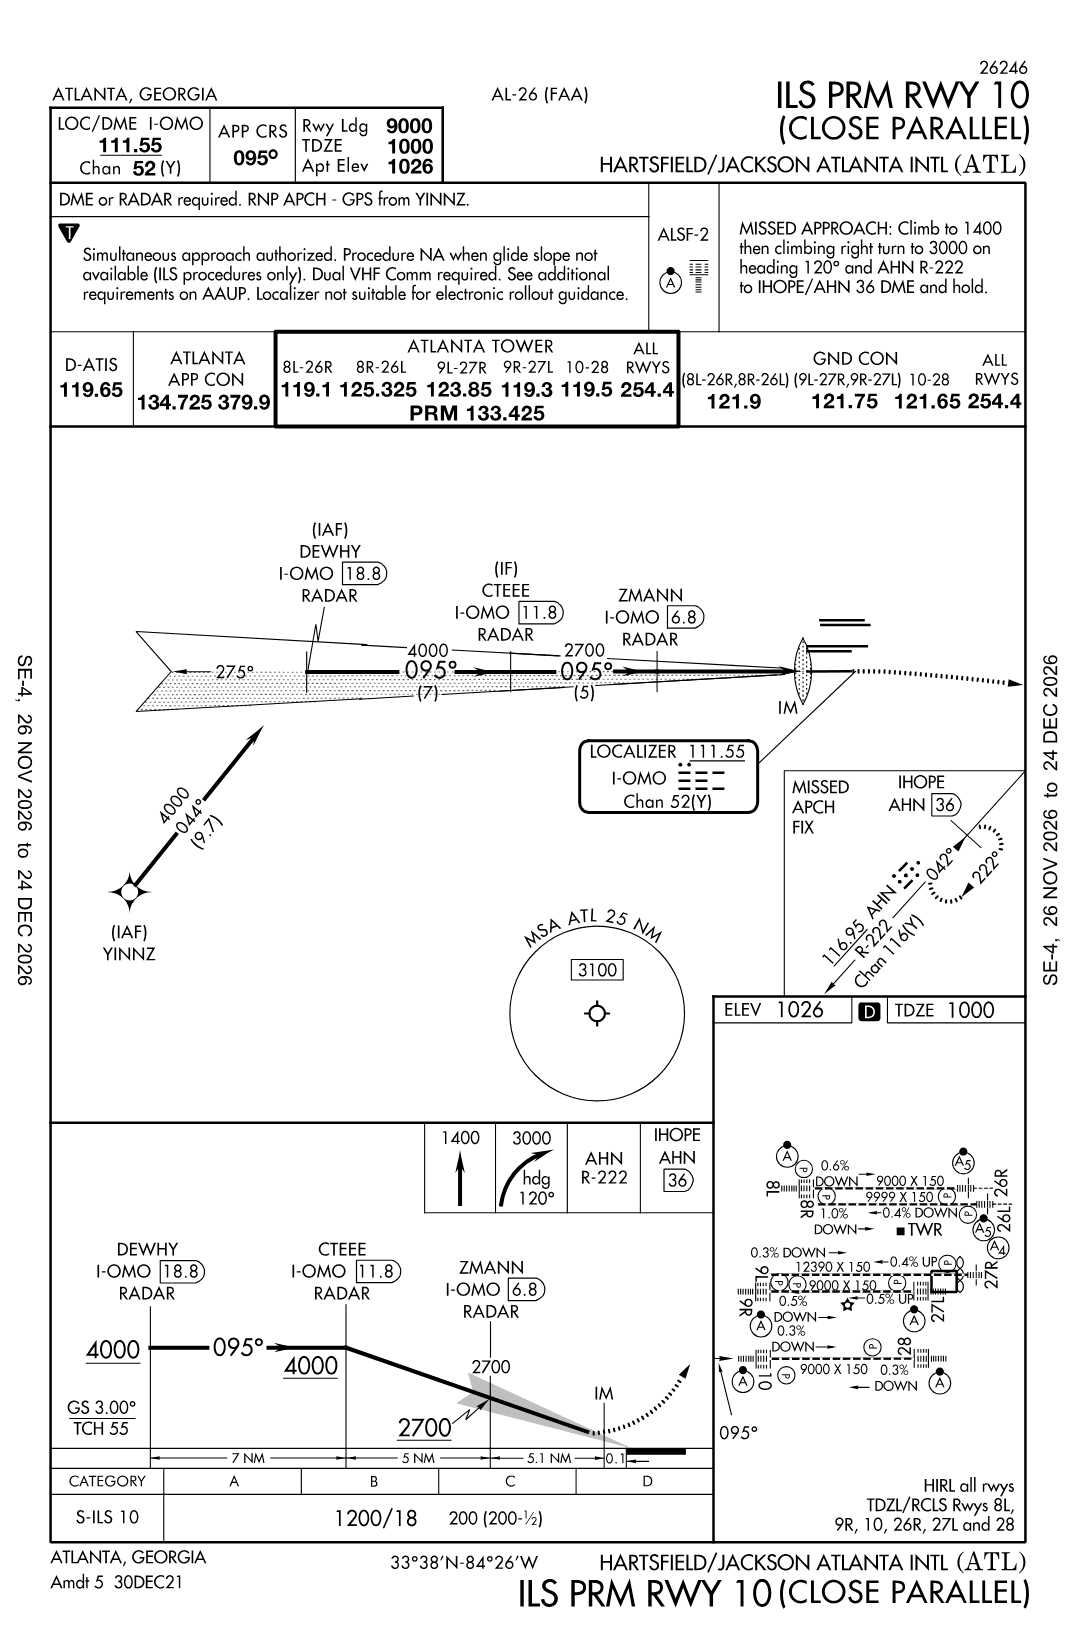 26246
ATLANTA, GEORGIA
AL-26 (FAA)
ILS PRM RWY 10
(CLOSE PARALLEL)
HARTSFIELD/JACKSON ATLANTA INTL (ATL)
LOC/DME I-OMO
111.55
Chan 52 (Y)
APP CRS
095°
Rwy Ldg 9000
TDZE 1000
Apt Elev 1026
DME or RADAR required. RNP APCH - GPS from YINNZ.
T
Simultaneous approach authorized. Procedure NA when glide slope not
available (ILS procedures only). Dual VHF Comm required. See additional
requirements on AAUP. Localizer not suitable for electronic rollout guidance.
ALSF-2
A
MISSED APPROACH: Climb to 1400
then climbing right turn to 3000 on
heading 120° and AHN R-222
to IHOPE/AHN 36 DME and hold.
D-ATIS
119.65
ATLANTA
APP CON
134.725 379.9
ATLANTA TOWER
8L-26R 8R-26L 9L-27R 9R-27L 10-28 ALL RWYS
119.1 125.325 123.85 119.3 119.5 254.4
PRM 133.425
GND CON
(8L-26R,8R-26L) (9L-27R,9R-27L) 10-28 ALL RWYS
121.9 121.75 121.65 254.4
(IAF)
DEWHY
I-OMO 18.8
RADAR
(IF)
CTEEE
I-OMO 11.8
RADAR
ZMANN
I-OMO 6.8
RADAR
275°
4000
095°
(7)
2700
095°
(5)
IM
LOCALIZER 111.55
I-OMO
Chan 52(Y)
4000
044°
(9.7)
(IAF)
YINNZ
MISSED
APCH
FIX
IHOPE
AHN 36
042°
222°
116.95 AHN
R-222
Chan 116(Y)
MSA ATL 25 NM
3100
SE-4, 26 NOV 2026 to 24 DEC 2026
SE-4, 26 NOV 2026 to 24 DEC 2026
ELEV 1026
D
TDZE 1000
A
P
0.6%
DOWN
9000 X 150
A5
26R
8L
P
9999 X 150
P
8R
1.0%
DOWN
0.4% DOWN
P
26L
A5
TWR
A4
0.3% DOWN
0.4% UP
P
9L
12390 X 150
27R
P
P
9000 X 150
P
9R
0.5%
DOWN
0.5% UP
27L
A
A
0.3%
DOWN
P
28
10
P
9000 X 150
0.3%
DOWN
A
A
095°
HIRL all rwys
TDZL/RCLS Rwys 8L,
9R, 10, 26R, 27L and 28
1400
3000
hdg
120°
AHN
R-222
IHOPE
AHN
36
DEWHY
I-OMO 18.8
RADAR
CTEEE
I-OMO 11.8
RADAR
ZMANN
I-OMO 6.8
RADAR
4000
095°
4000
2700
2700
IM
GS 3.00°
TCH 55
7 NM
5 NM
5.1 NM
0.1
CATEGORY A B C D
S-ILS 10 1200/18 200 (200-½)
ATLANTA, GEORGIA
Amdt 5 30DEC21
33°38'N-84°26'W
HARTSFIELD/JACKSON ATLANTA INTL (ATL)
ILS PRM RWY 10 (CLOSE PARALLEL)